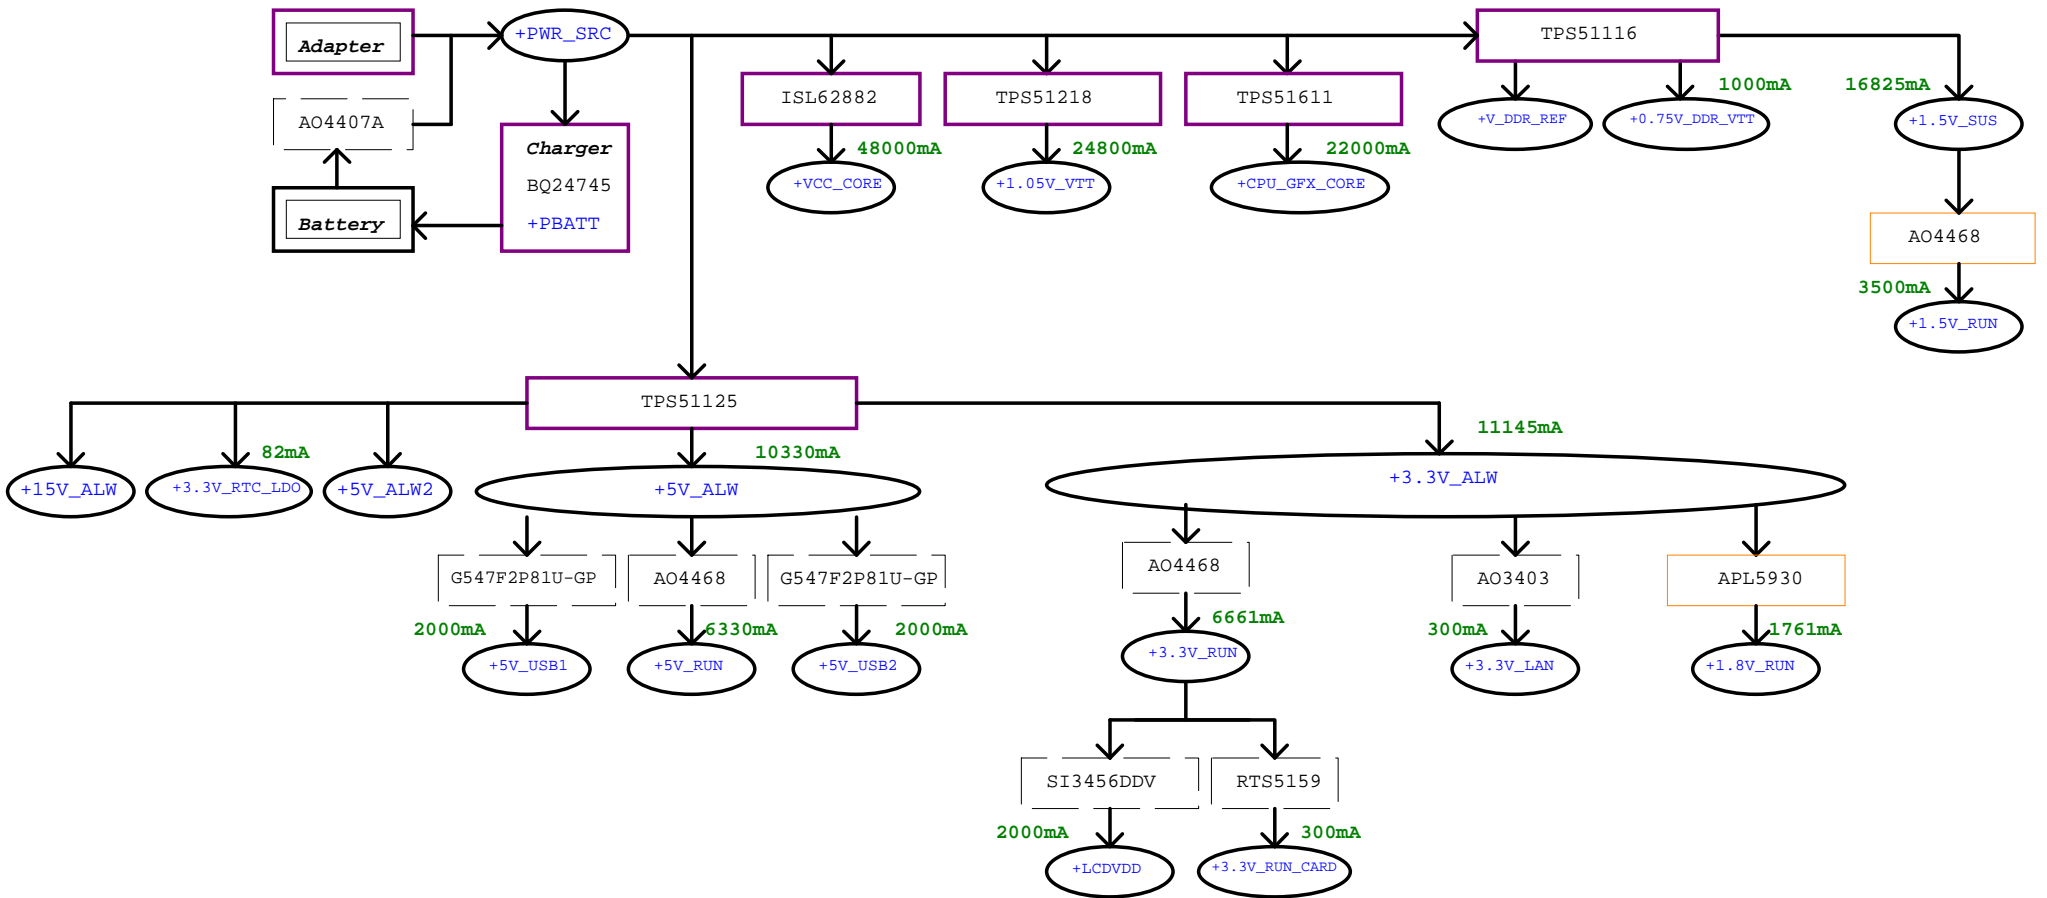 Adapter
+PWR_SRC
TPS51116
AO4407A
ISL62882
TPS51218
TPS51611
1000mA
16825mA
+V_DDR_REF
+0.75V_DDR_VTT
+1.5V_SUS
Charger
BQ24745
+PBATT
48000mA
24800mA
22000mA
+VCC_CORE
+1.05V_VTT
+CPU_GFX_CORE
Battery
AO4468
3500mA
+1.5V_RUN
TPS51125
82mA
10330mA
11145mA
+15V_ALW
+3.3V_RTC_LDO
+5V_ALW2
+5V_ALW
+3.3V_ALW
G547F2P81U-GP
AO4468
G547F2P81U-GP
AO4468
AO3403
APL5930
2000mA
6330mA
2000mA
6661mA
300mA
1761mA
+5V_USB1
+5V_RUN
+5V_USB2
+3.3V_RUN
+3.3V_LAN
+1.8V_RUN
SI3456DDV
RTS5159
2000mA
300mA
+LCDVDD
+3.3V_RUN_CARD